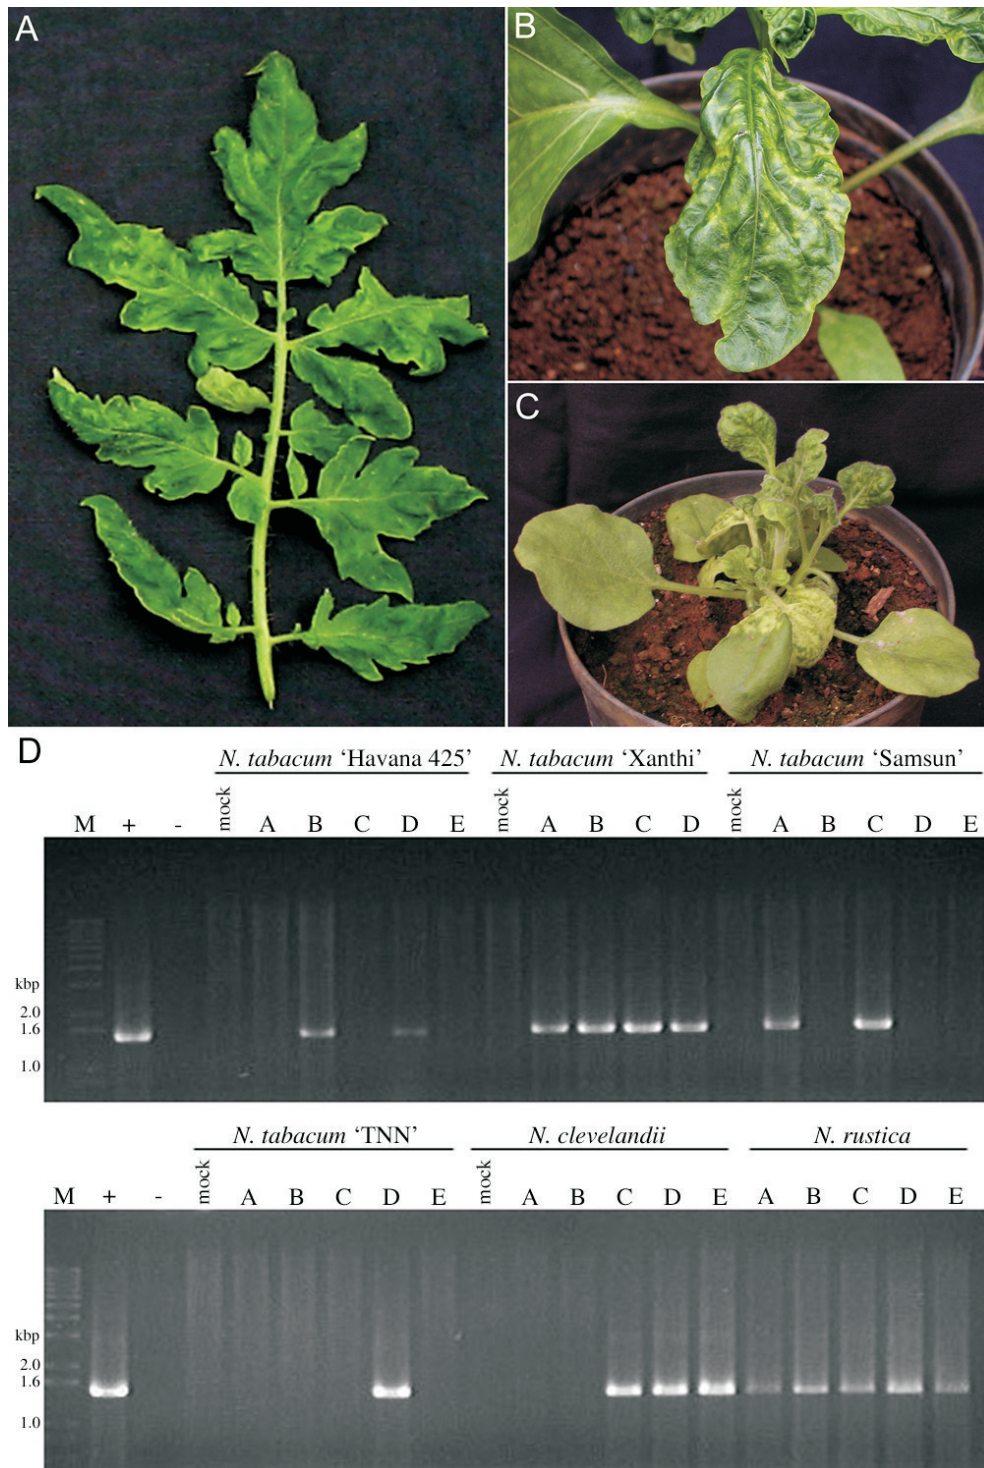 A
B
C
D
N. tabacum ‘Havana 425’ N. tabacum ‘Xanthi’ N. tabacum ‘Samsun’
M + - mock A B C D E mock A B C D mock A B C D E
kbp
2.0
1.6
1.0
N. tabacum ‘TNN’ N. clevelandii N. rustica
M + - mock A B C D E mock A B C D E A B C D E
kbp
2.0
1.6
1.0